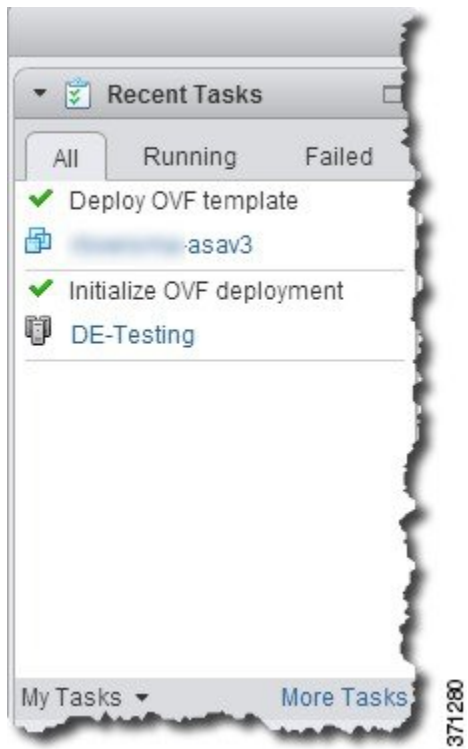 Recent Tasks
All Running Failed
Deploy OVF template
-asav3
Initialize OVF deployment
DE-Testing
My Tasks More Tasks
371280